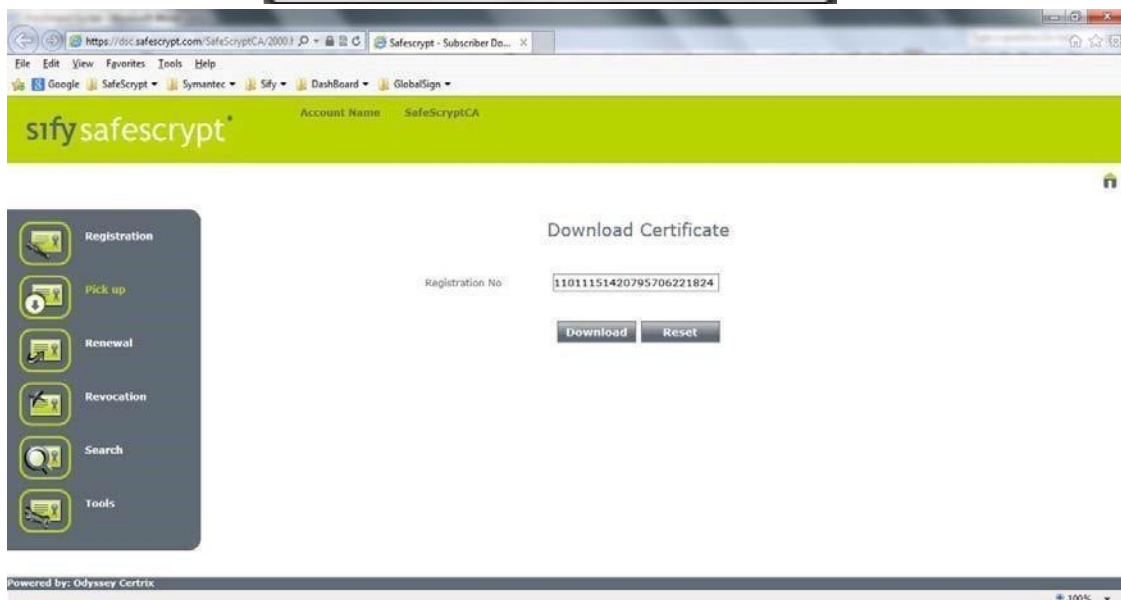 https://dsc.safescrypt.com/SafeScryptCA/2000
Safescrypt - Subscriber Do...
File Edit View Favorites Tools Help
Google SafeScrypt Symantec Sify DashBoard GlobalSign
sify safescrypt
Account Name SafeScryptCA
Download Certificate
Registration
Registration No 11011151420795706221824
Pick up
Download Reset
Renewal
Revocation
Search
Tools
Powered by: Odyssey Certrix
100%